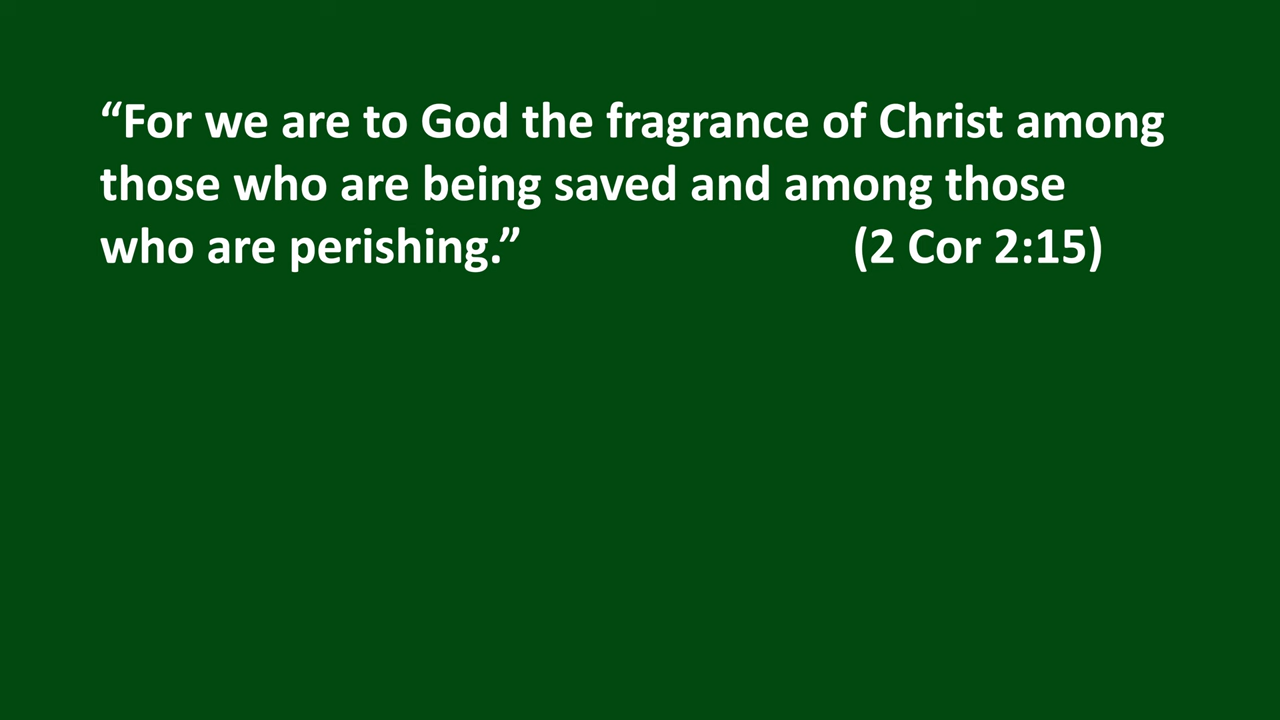 “For we are to God the fragrance of Christ among
those who are being saved and among those
who are perishing.” (2 Cor 2:15)